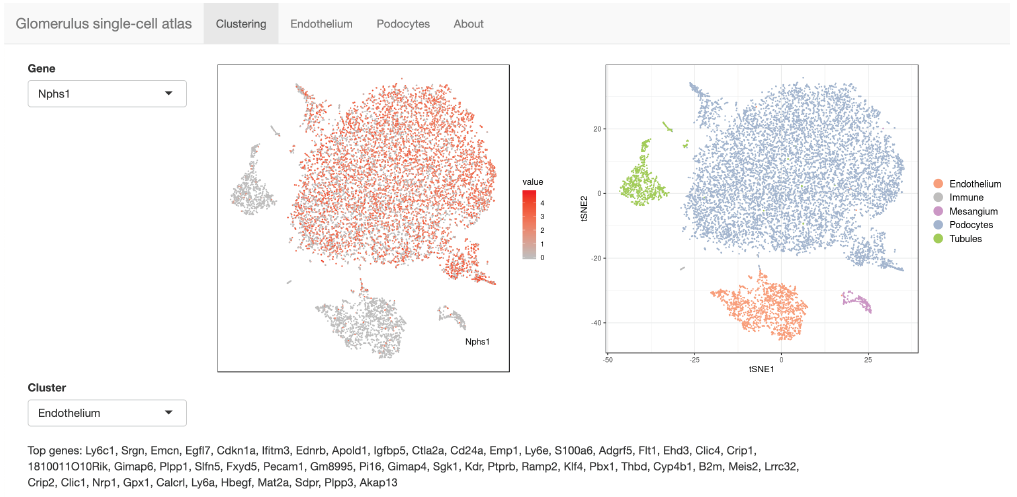 Glomerulus single-cell atlas Clustering Endothelium Podocytes About
Gene
Nphs1
value
4
3
2
1
0
Nphs1
tSNE2
20
0
-20
-40
-50 -25 0 25
tSNE1
Endothelium
Immune
Mesangium
Podocytes
Tubules
Cluster
Endothelium
Top genes: Ly6c1, Srgn, Emcn, Egfl7, Cdkn1a, Ifitm3, Ednrb, Apold1, Igfbp5, Ctla2a, Cd24a, Emp1, Ly6e, S100a6, Adgrf5, Flt1, Ehd3, Clic4, Crip1,
1810011O10Rik, Gimap6, Plpp1, Slfn5, Fxyd5, Pecam1, Gm8995, Pi16, Gimap4, Sgk1, Kdr, Ptprb, Ramp2, Klf4, Pbx1, Thbd, Cyp4b1, B2m, Meis2, Lrrc32,
Crip2, Clic1, Nrp1, Gpx1, Calcrl, Ly6a, Hbegf, Mat2a, Sdpr, Plpp3, Akap13